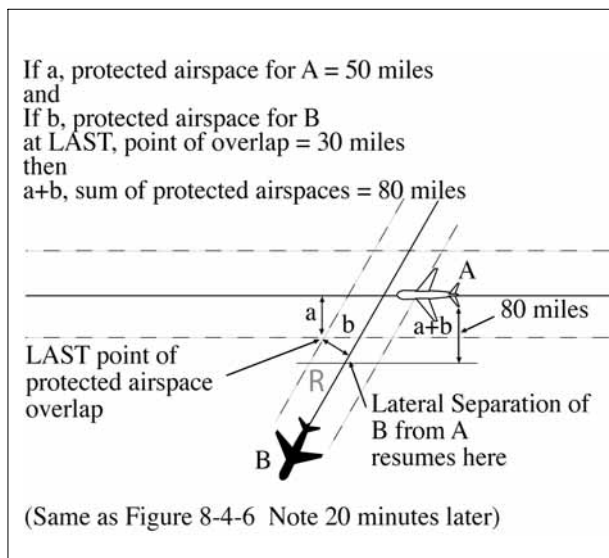 If a, protected airspace for A = 50 miles
and
If b, protected airspace for B
at LAST, point of overlap = 30 miles
then
a+b, sum of protected airspaces = 80 miles
A
a
b
a+b
80 miles
LAST point of
protected airspace
overlap
R
Lateral Separation of
B from A
resumes here
B
(Same as Figure 8-4-6 Note 20 minutes later)